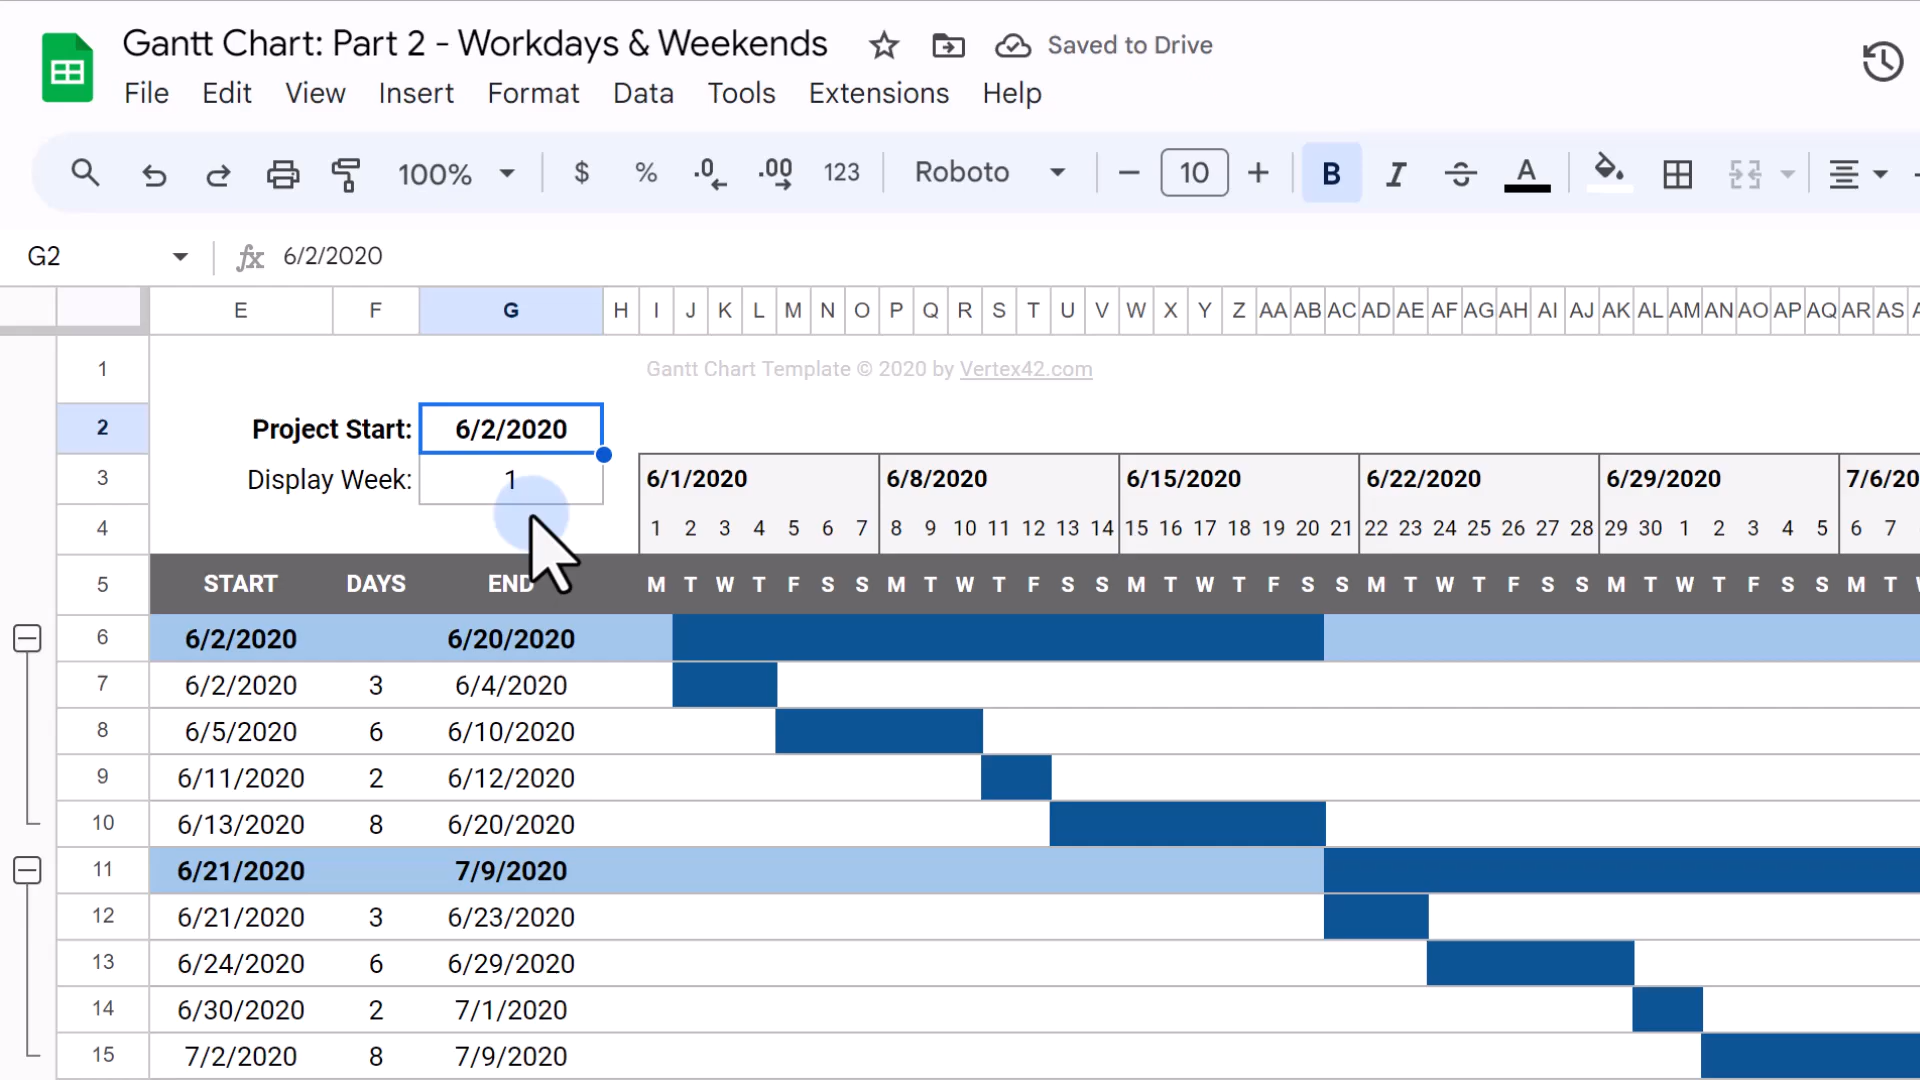 Gantt Chart: Part 2 - Workdays & Weekends Saved to Drive
File Edit View Insert Format Data Tools Extensions Help
100% $ % .0 .00 123 Roboto 10 B I S A
G2 fx 6/2/2020
E F G H I J K L M N O P Q R S T U V W X Y Z AA AB AC AD AE AF AG AH AI AJ AK AL AM AN AO AP AQ AR AS
1 Gantt Chart Template © 2020 by Vertex42.com
2 Project Start: 6/2/2020
3 Display Week: 1 6/1/2020 6/8/2020 6/15/2020 6/22/2020 6/29/2020 7/6/20
4 1 2 3 4 5 6 7 8 9 10 11 12 13 14 15 16 17 18 19 20 21 22 23 24 25 26 27 28 29 30 1 2 3 4 5 6 7
5 START DAYS END M T W T F S S M T W T F S S M T W T F S S M T W T F S S M T W T F S S M T
6 6/2/2020 6/20/2020
7 6/2/2020 3 6/4/2020
8 6/5/2020 6 6/10/2020
9 6/11/2020 2 6/12/2020
10 6/13/2020 8 6/20/2020
11 6/21/2020 7/9/2020
12 6/21/2020 3 6/23/2020
13 6/24/2020 6 6/29/2020
14 6/30/2020 2 7/1/2020
15 7/2/2020 8 7/9/2020